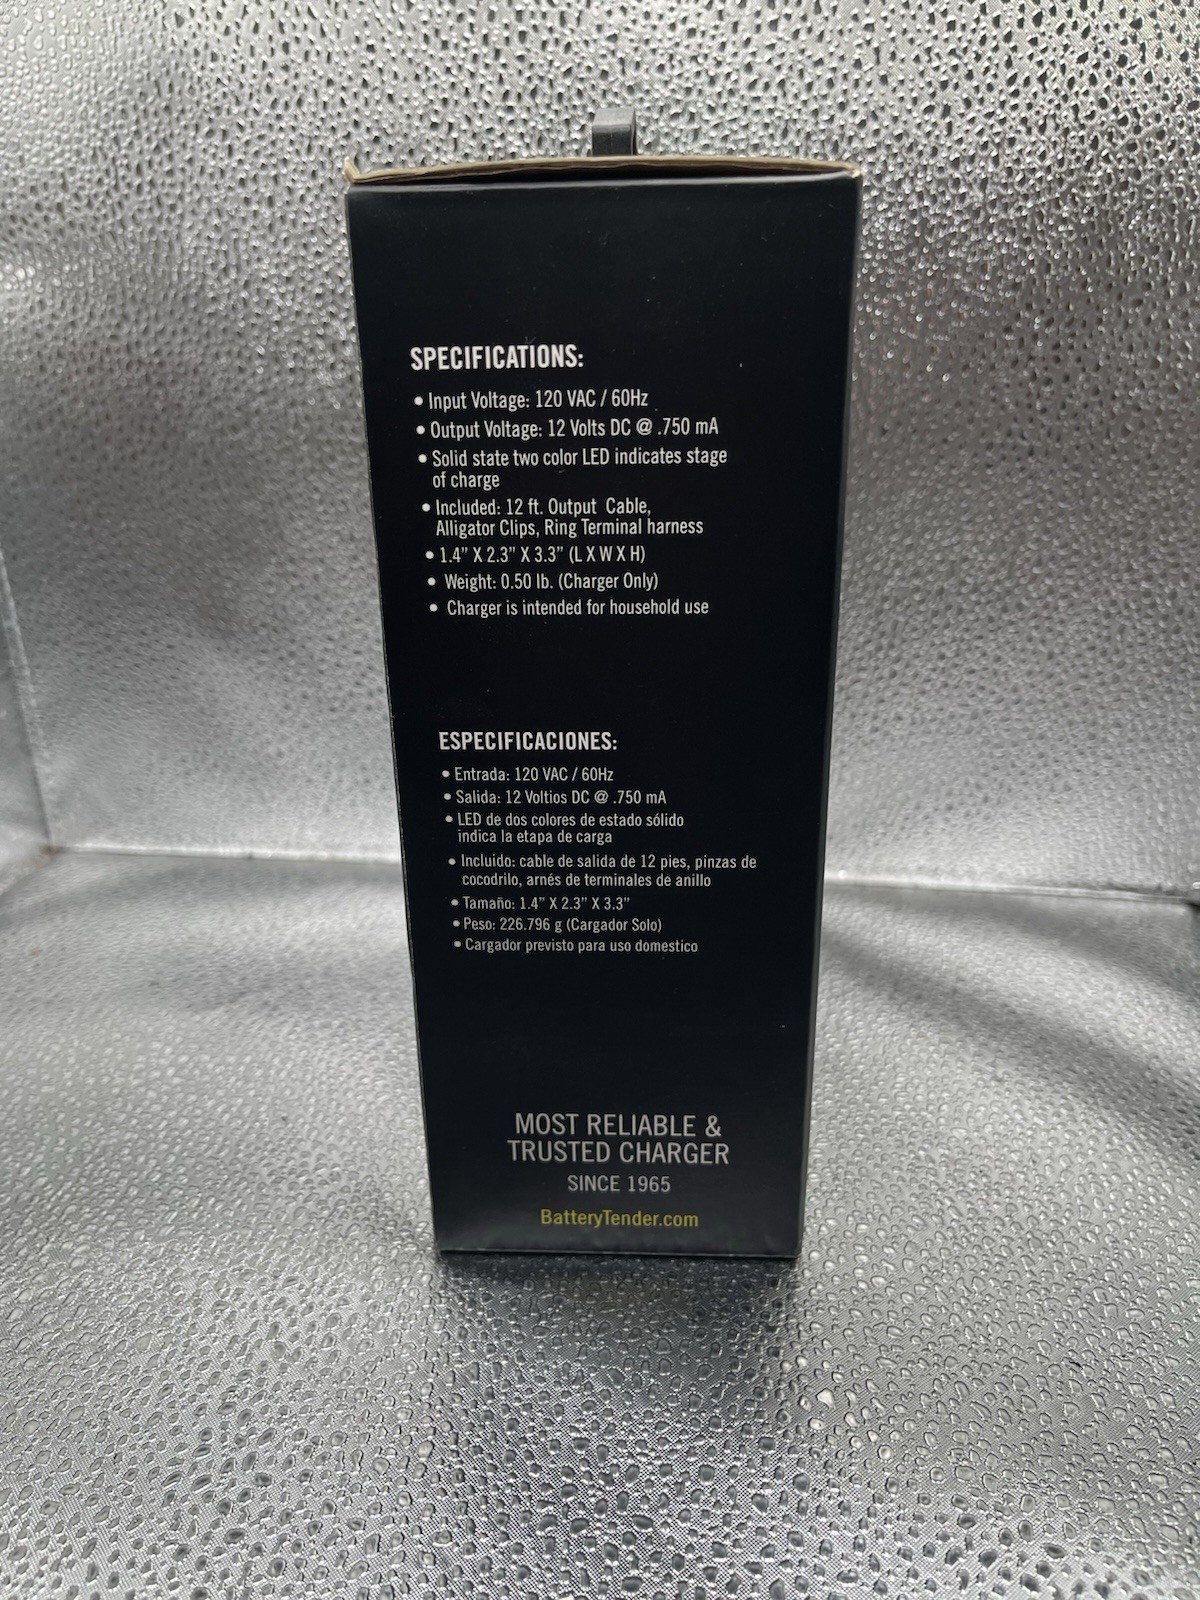 SPECIFICATIONS:
• Input Voltage: 120 VAC / 60Hz
• Output Voltage: 12 Volts DC @ .750 mA
• Solid state two color LED indicates stage
of charge
• Included: 12 ft. Output Cable,
Alligator Clips, Ring Terminal harness
• 1.4” X 2.3” X 3.3” (L X W X H)
• Weight: 0.50 lb. (Charger Only)
• Charger is intended for household use
ESPECIFICACIONES:
• Entrada: 120 VAC / 60Hz
• Salida: 12 Voltios DC @ .750 mA
• LED de dos colores de estado sólido
indica la etapa de carga
• Incluido: cable de salida de 12 pies, pinzas de
cocodrilo, arnés de terminales de anillo
• Tamaño: 1.4” X 2.3” X 3.3”
• Peso: 226.796 g (Cargador Solo)
• Cargador previsto para uso domestico
MOST RELIABLE &
TRUSTED CHARGER
SINCE 1965
BatteryTender.com